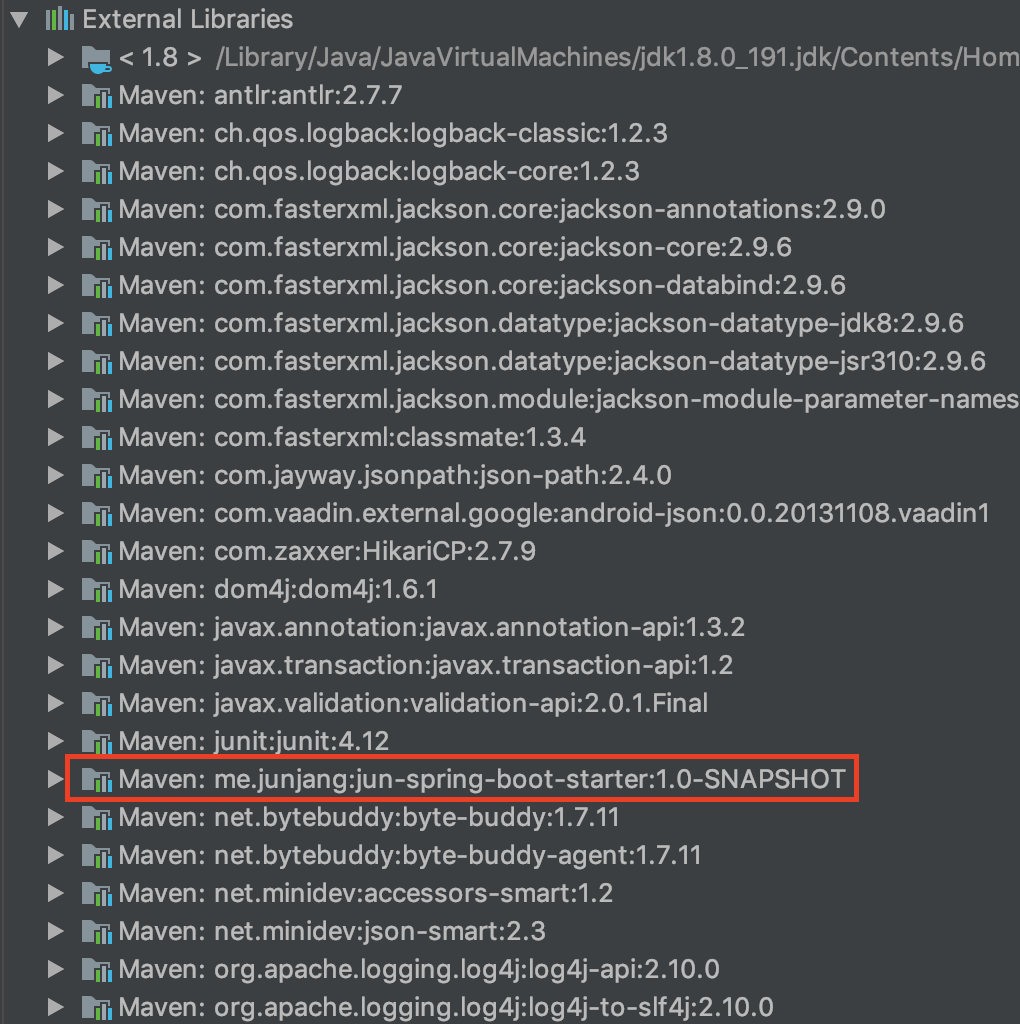 External Libraries
< 1.8 > /Library/Java/JavaVirtualMachines/jdk1.8.0_191.jdk/Contents/Hom
Maven: antlr:antlr:2.7.7
Maven: ch.qos.logback:logback-classic:1.2.3
Maven: ch.qos.logback:logback-core:1.2.3
Maven: com.fasterxml.jackson.core:jackson-annotations:2.9.0
Maven: com.fasterxml.jackson.core:jackson-core:2.9.6
Maven: com.fasterxml.jackson.core:jackson-databind:2.9.6
Maven: com.fasterxml.jackson.datatype:jackson-datatype-jdk8:2.9.6
Maven: com.fasterxml.jackson.datatype:jackson-datatype-jsr310:2.9.6
Maven: com.fasterxml.jackson.module:jackson-module-parameter-names
Maven: com.fasterxml:classmate:1.3.4
Maven: com.jayway.jsonpath:json-path:2.4.0
Maven: com.vaadin.external.google:android-json:0.0.20131108.vaadin1
Maven: com.zaxxer:HikariCP:2.7.9
Maven: dom4j:dom4j:1.6.1
Maven: javax.annotation:javax.annotation-api:1.3.2
Maven: javax.transaction:javax.transaction-api:1.2
Maven: javax.validation:validation-api:2.0.1.Final
Maven: junit:junit:4.12
Maven: me.junjang:jun-spring-boot-starter:1.0-SNAPSHOT
Maven: net.bytebuddy:byte-buddy:1.7.11
Maven: net.bytebuddy:byte-buddy-agent:1.7.11
Maven: net.minidev:accessors-smart:1.2
Maven: net.minidev:json-smart:2.3
Maven: org.apache.logging.log4j:log4j-api:2.10.0
Maven: org.apache.logging.log4j:log4j-to-slf4j:2.10.0